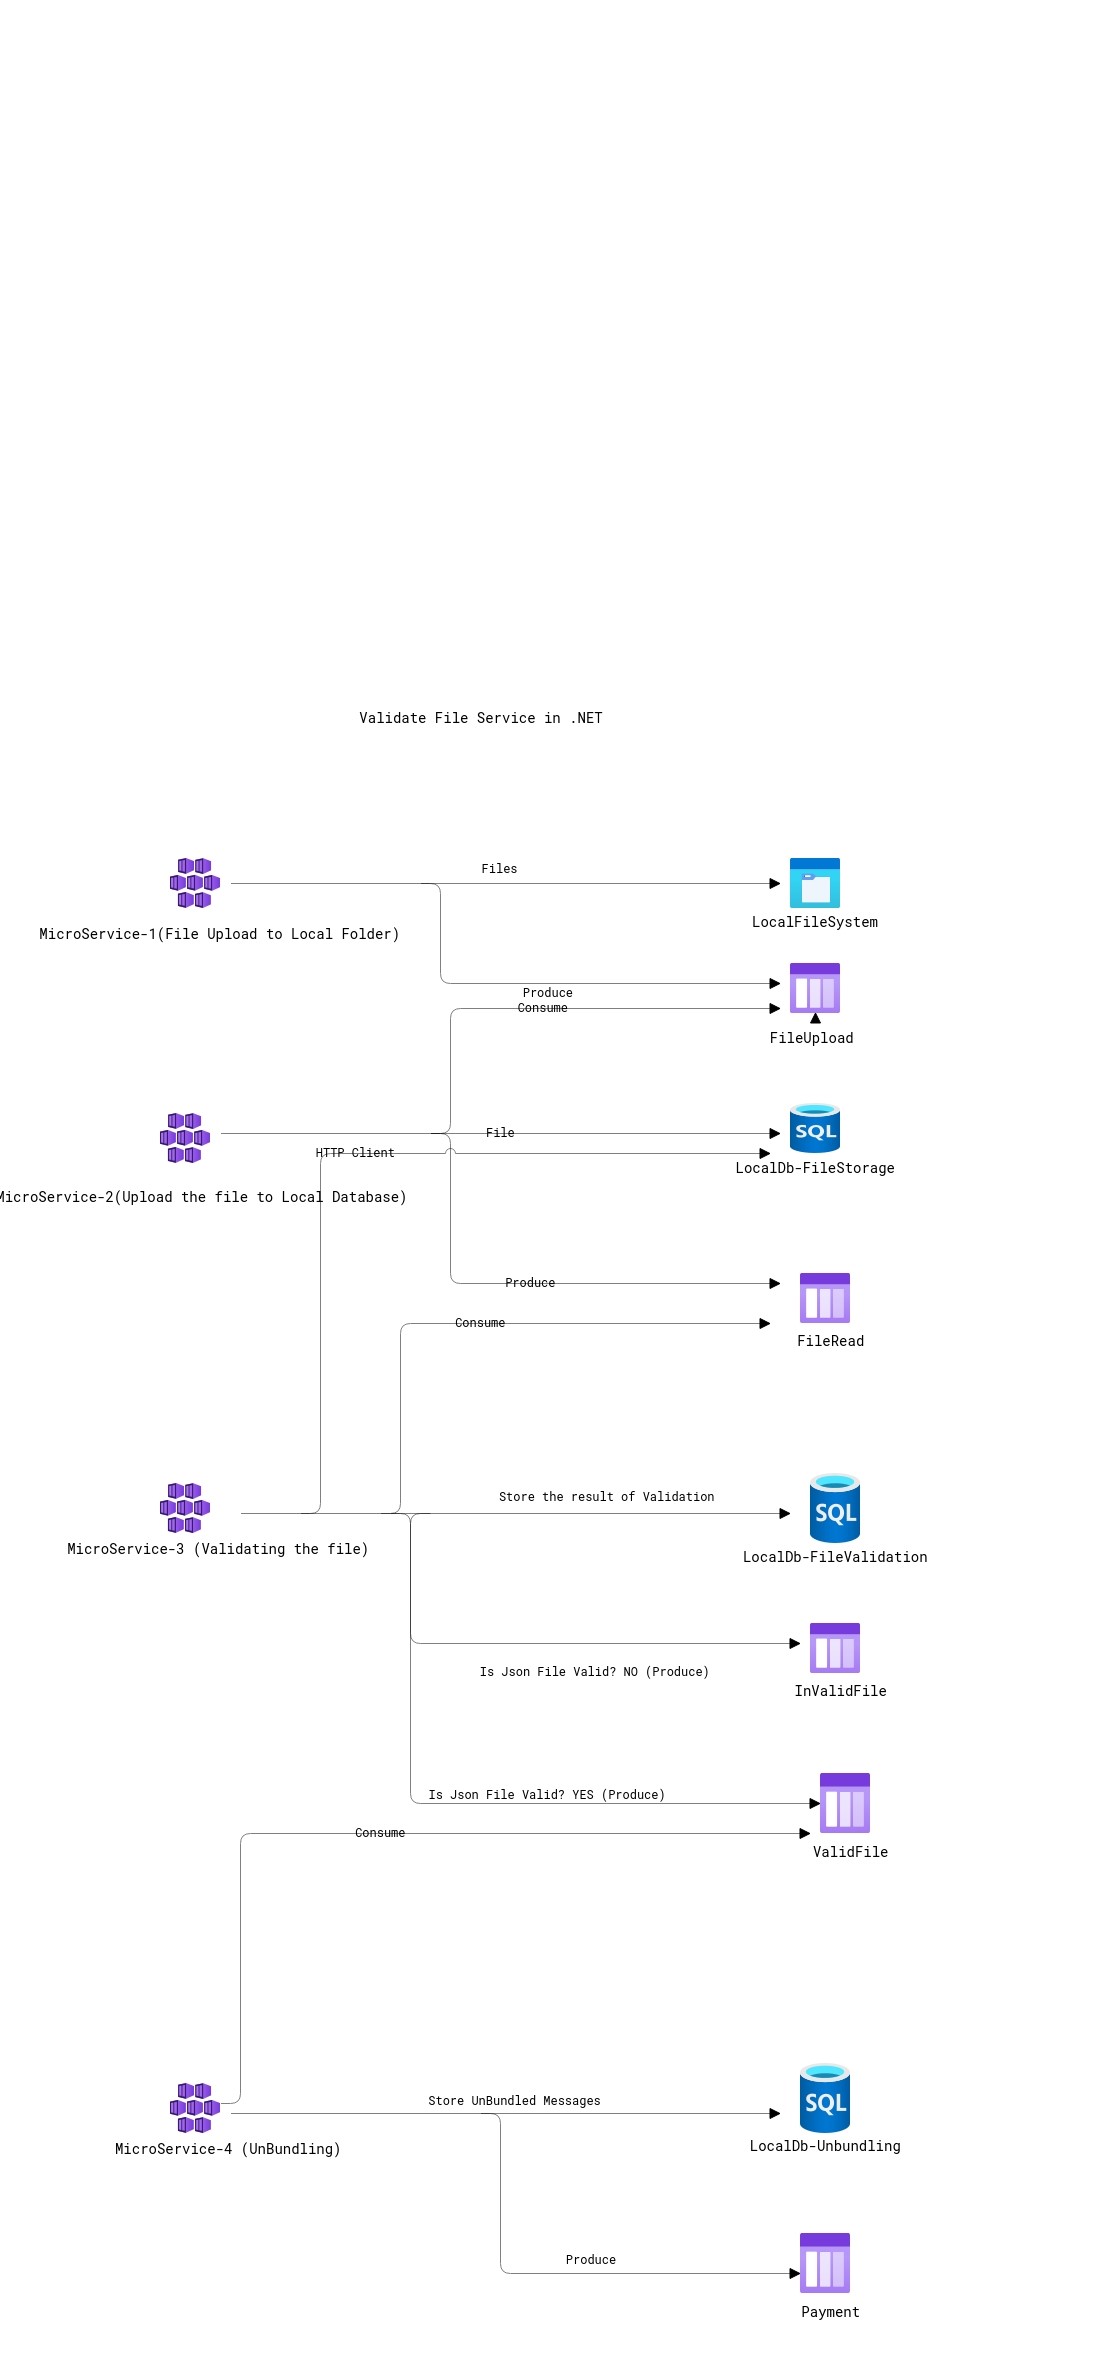 Validate File Service in .NET
Files
LocalFileSystem
MicroService-1(File Upload to Local Folder)
Produce
Consume
FileUpload
File
SQL
HTTP Client
LocalDb-FileStorage
MicroService-2(Upload the file to Local Database)
Produce
Consume
FileRead
Store the result of Validation
SQL
MicroService-3 (Validating the file)
LocalDb-FileValidation
Is Json File Valid? NO (Produce)
InValidFile
Is Json File Valid? YES (Produce)
Consume
ValidFile
Store UnBundled Messages
SQL
MicroService-4 (UnBundling)
LocalDb-Unbundling
Produce
Payment